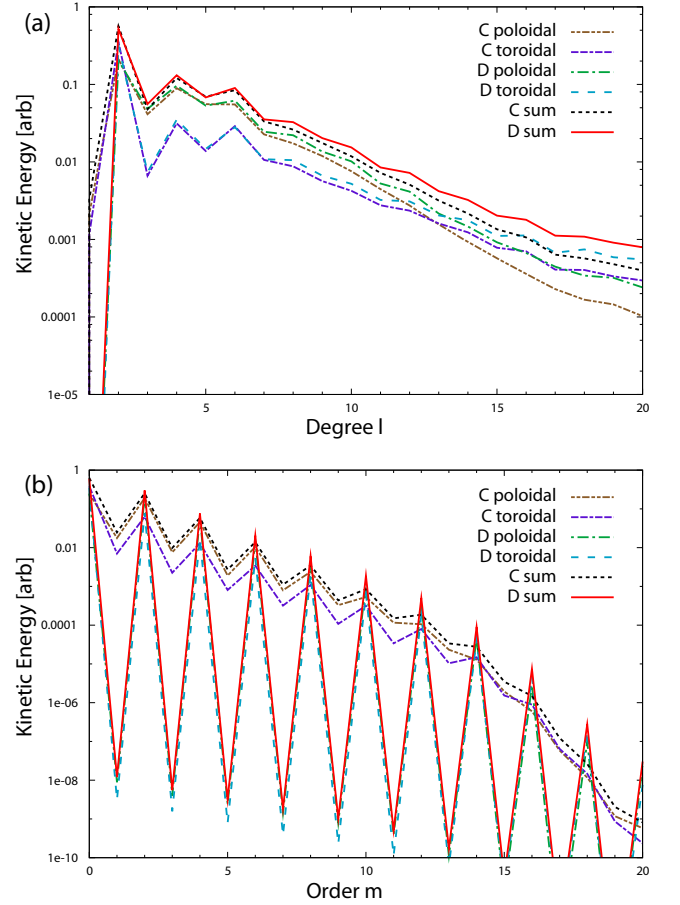 (a)
Kinetic Energy [arb]
1
0.1
0.01
0.001
0.0001
1e-05
C poloidal
C toroidal
D poloidal
D toroidal
C sum
D sum
5 10 15 20
Degree l
(b)
Kinetic Energy [arb]
1
0.01
0.0001
1e-06
1e-08
1e-10
C poloidal
C toroidal
D poloidal
D toroidal
C sum
D sum
0 5 10 15 20
Order m